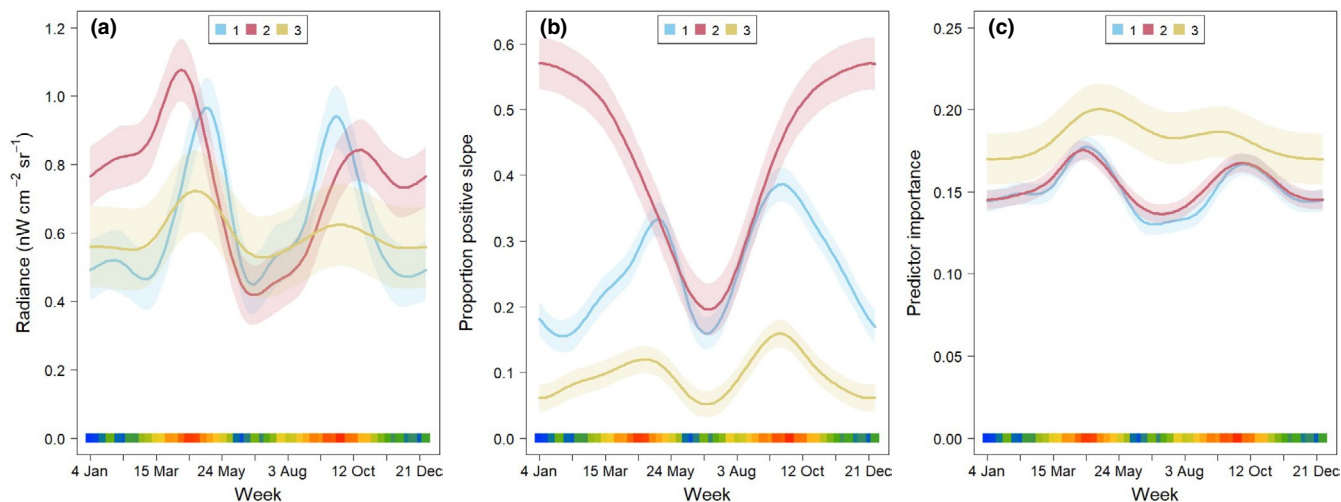 (a)
1 2 3
Radiance (nW cm−2 sr−1)
1.2
1.0
0.8
0.6
0.4
0.2
0.0
4 Jan 15 Mar 24 May 3 Aug 12 Oct 21 Dec
Week
(b)
1 2 3
Proportion positive slope
0.6
0.5
0.4
0.3
0.2
0.1
0.0
4 Jan 15 Mar 24 May 3 Aug 12 Oct 21 Dec
Week
(c)
1 2 3
Predictor importance
0.25
0.20
0.15
0.10
0.05
0.00
4 Jan 15 Mar 24 May 3 Aug 12 Oct 21 Dec
Week